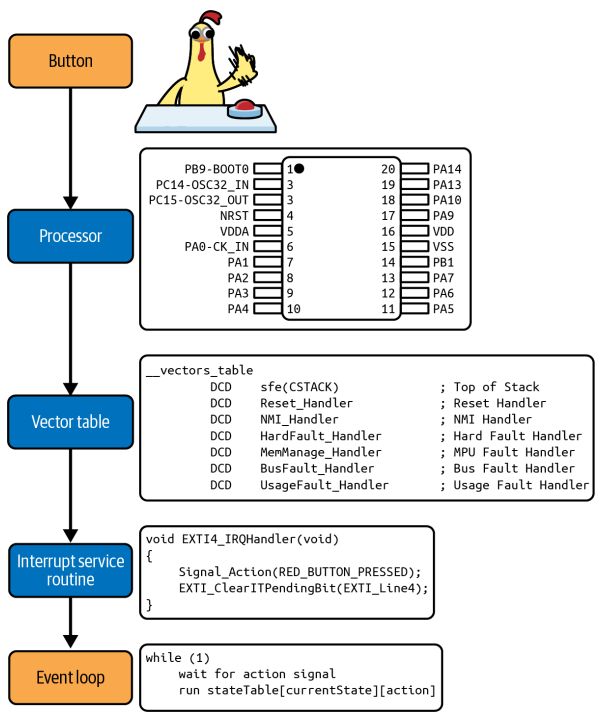 Button
PB9-BOOT0 1 20 PA14
PC14-OSC32_IN 3 19 PA13
PC15-OSC32_OUT 3 18 PA10
NRST 4 17 PA9
VDDA 5 16 VDD
PA0-CK_IN 6 15 VSS
PA1 7 14 PB1
PA2 8 13 PA7
PA3 9 12 PA6
PA4 10 11 PA5
Processor
__vectors_table
DCD sfe(CSTACK) ; Top of Stack
DCD Reset_Handler ; Reset Handler
DCD NMI_Handler ; NMI Handler
DCD HardFault_Handler ; Hard Fault Handler
DCD MemManage_Handler ; MPU Fault Handler
DCD BusFault_Handler ; Bus Fault Handler
DCD UsageFault_Handler ; Usage Fault Handler
Vector table
void EXTI4_IRQHandler(void)
{
Signal_Action(RED_BUTTON_PRESSED);
EXTI_ClearITPendingBit(EXTI_Line4);
}
Interrupt service
routine
while (1)
wait for action signal
run stateTable[currentState][action]
Event loop